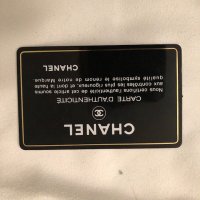 CHANEL
CARTE D'AUTHENTICITÉ
Nous certifions l'authenticité de cet article soumis
aux contrôles les plus rigoureux, et dont la haute
qualité symbolise le renom de notre Marque
CHANEL